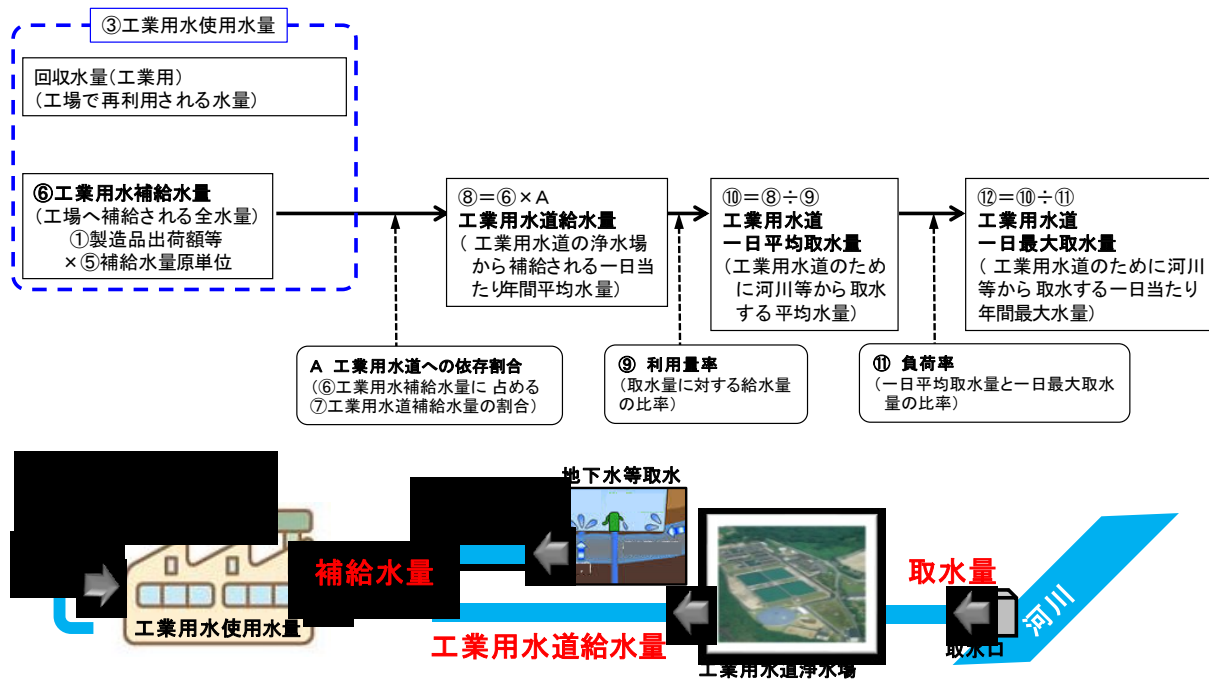 ③工業用水使用水量
回収水量(工業用)
(工場で再利用される水量)
⑥工業用水補給水量
(工場へ補給される全水量)
①製造品出荷額等
×⑤補給水量原単位
⑧=⑥×A
工業用水道給水量
( 工業用水道の浄水場
から補給される一日当
たり年間平均水量)
⑩=⑧÷⑨
工業用水道
一日平均取水量
(工業用水道のため
に河川等から取水
する平均水量)
⑫=⑩÷⑪
工業用水道
一日最大取水量
( 工業用水道のために河川
等から取水する一日当たり
年間最大水量)
A 工業用水道への依存割合
(⑥工業用水補給水量に 占める
⑦工業用水道補給水量の割合)
⑨ 利用量率
(取水量に対する給水量
の比率)
⑪ 負荷率
(一日平均取水量と一日最大取水
量の比率)
地下水等取水
補給水量
取水量
河川
工業用水使用水量
工業用水道給水量
取水口
工業用水道浄水場